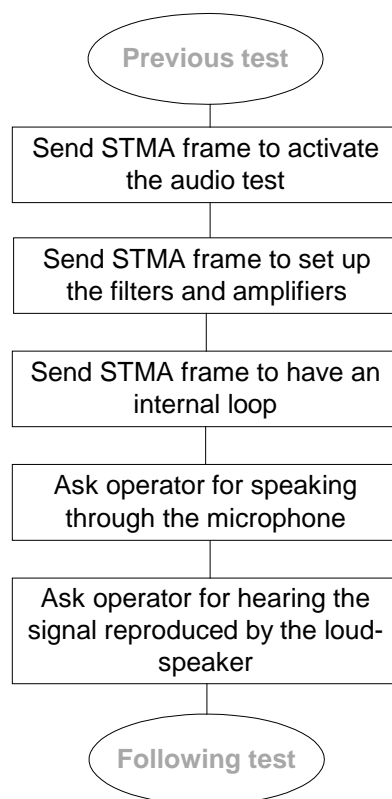 Previous test
Send STMA frame to activate
the audio test
Send STMA frame to set up
the filters and amplifiers
Send STMA frame to have an
internal loop
Ask operator for speaking
through the microphone
Ask operator for hearing the
signal reproduced by the loud-
speaker
Following test